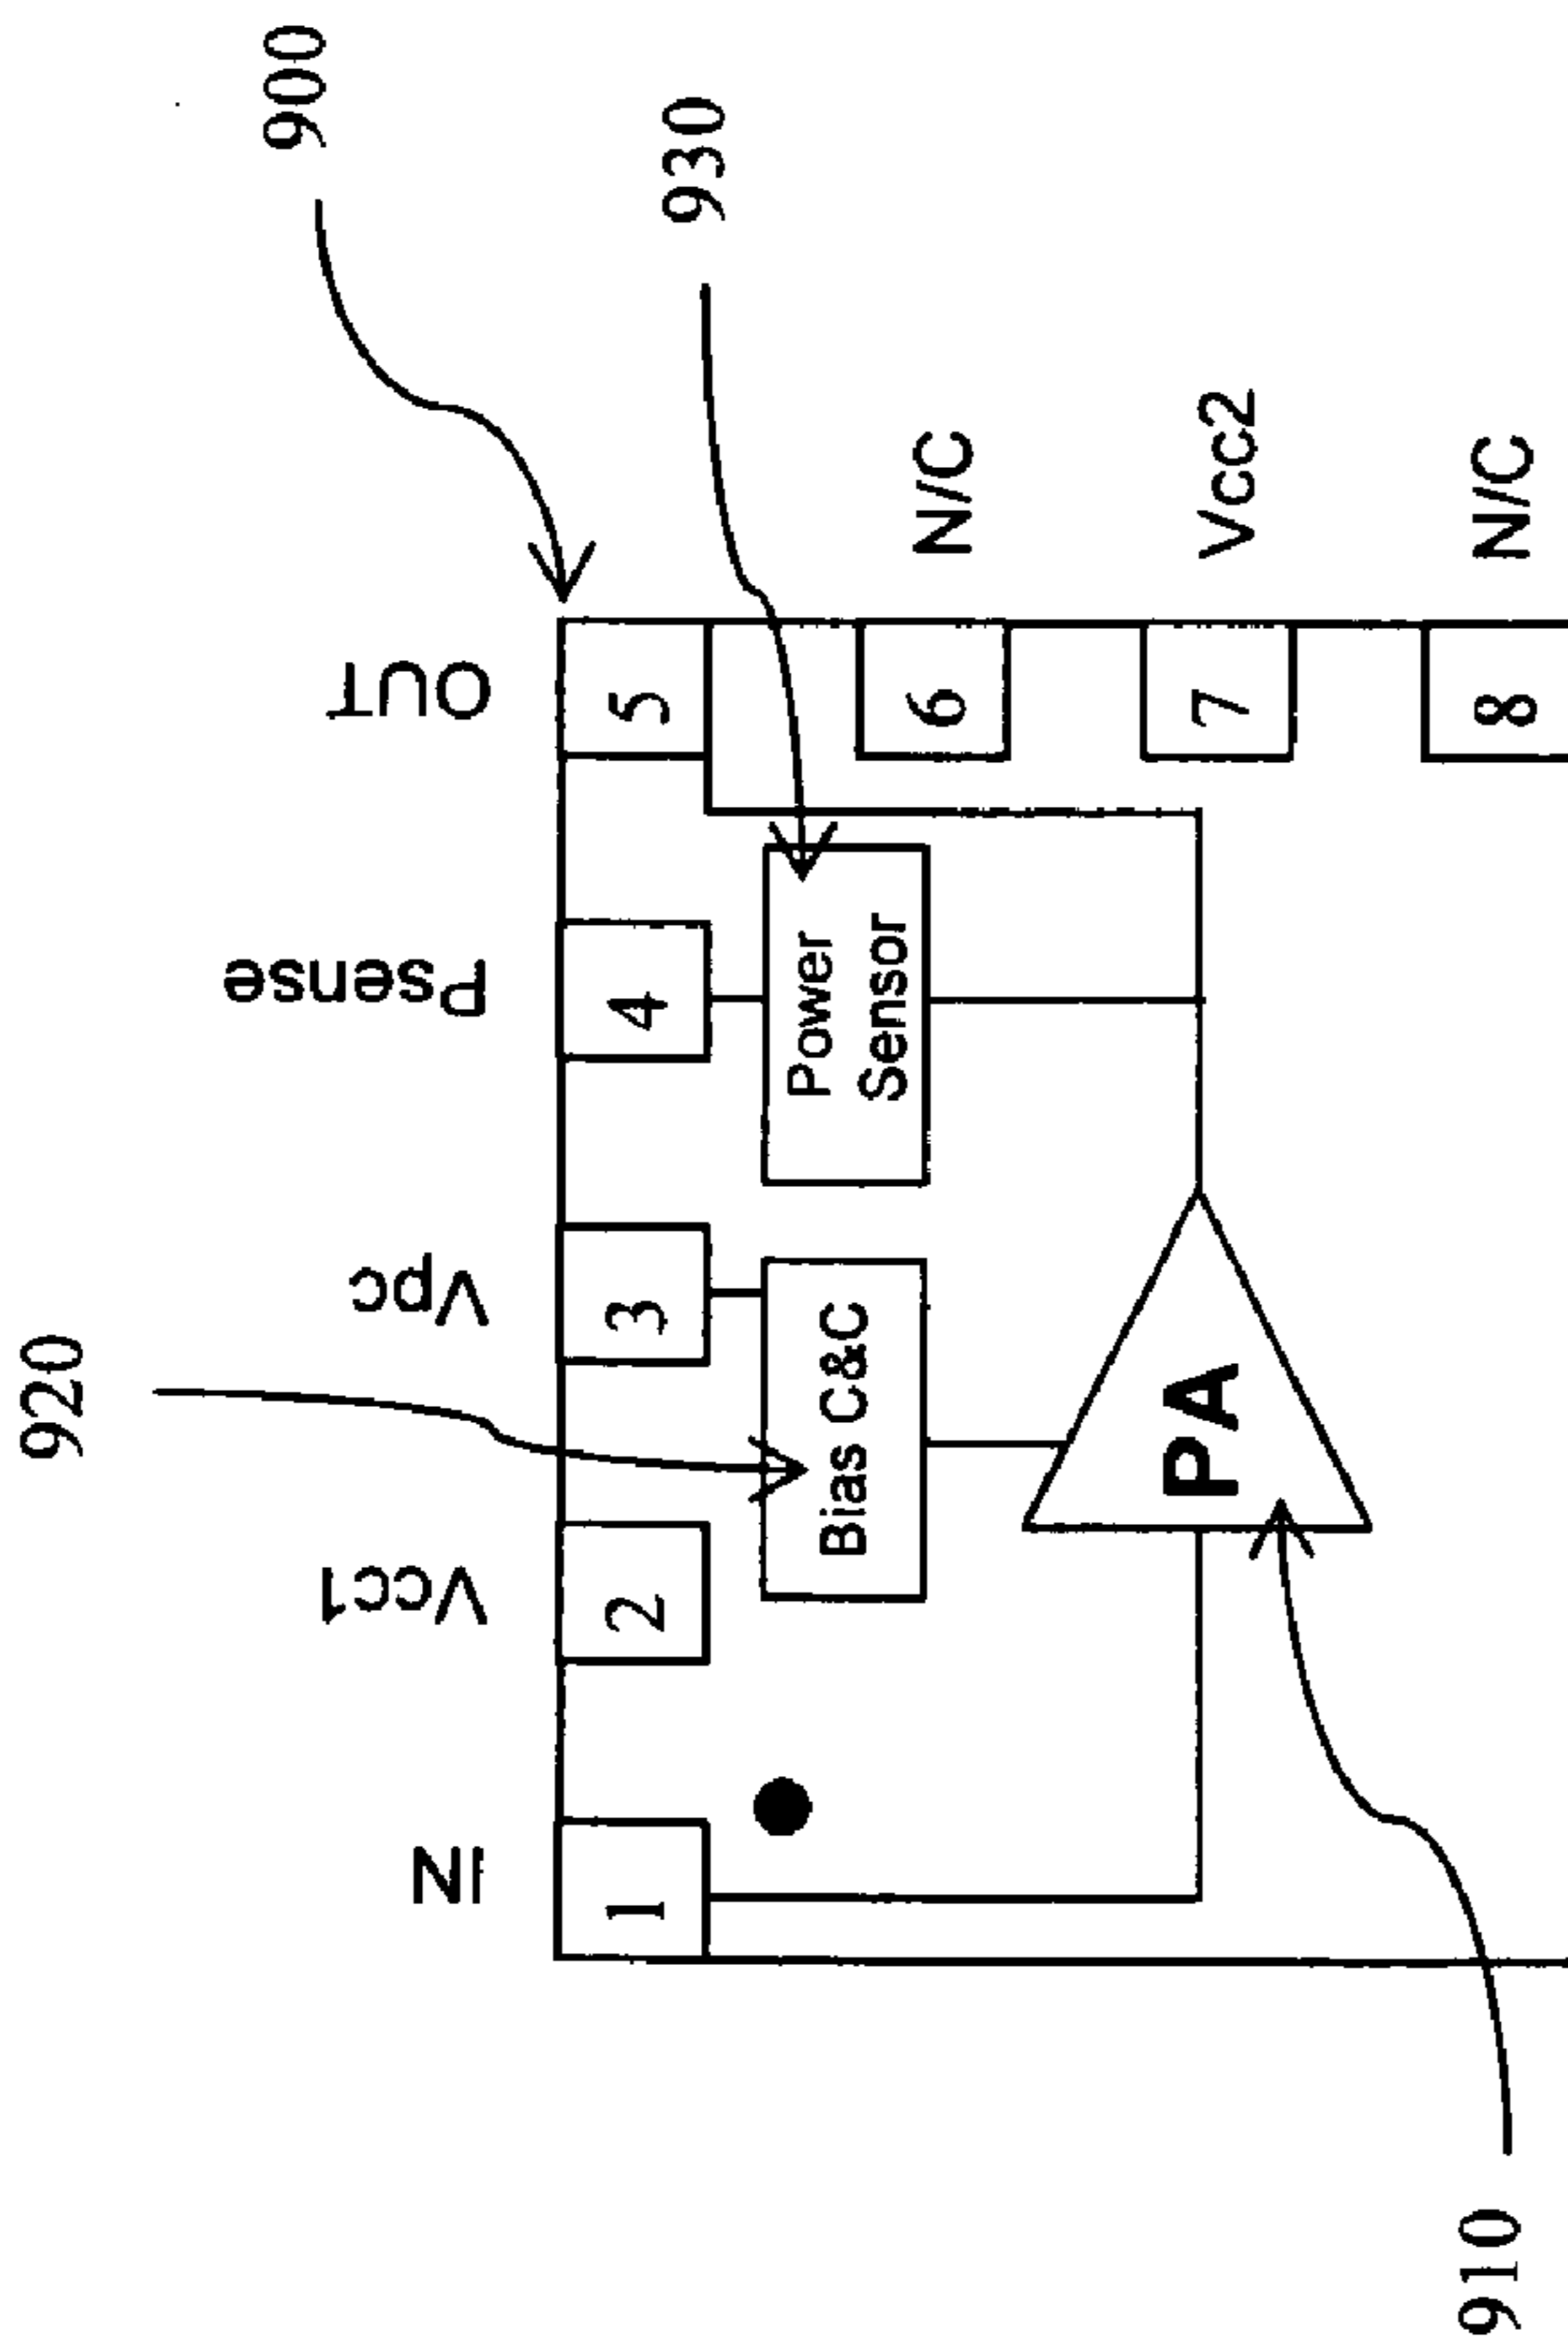 900
930
920
910
IN
Vcc1
Vpc
Psense
OUT
1
2
3
4
5
N/C
6
Vcc2
7
N/C
8
Bias C&C
Power
Sensor
PA